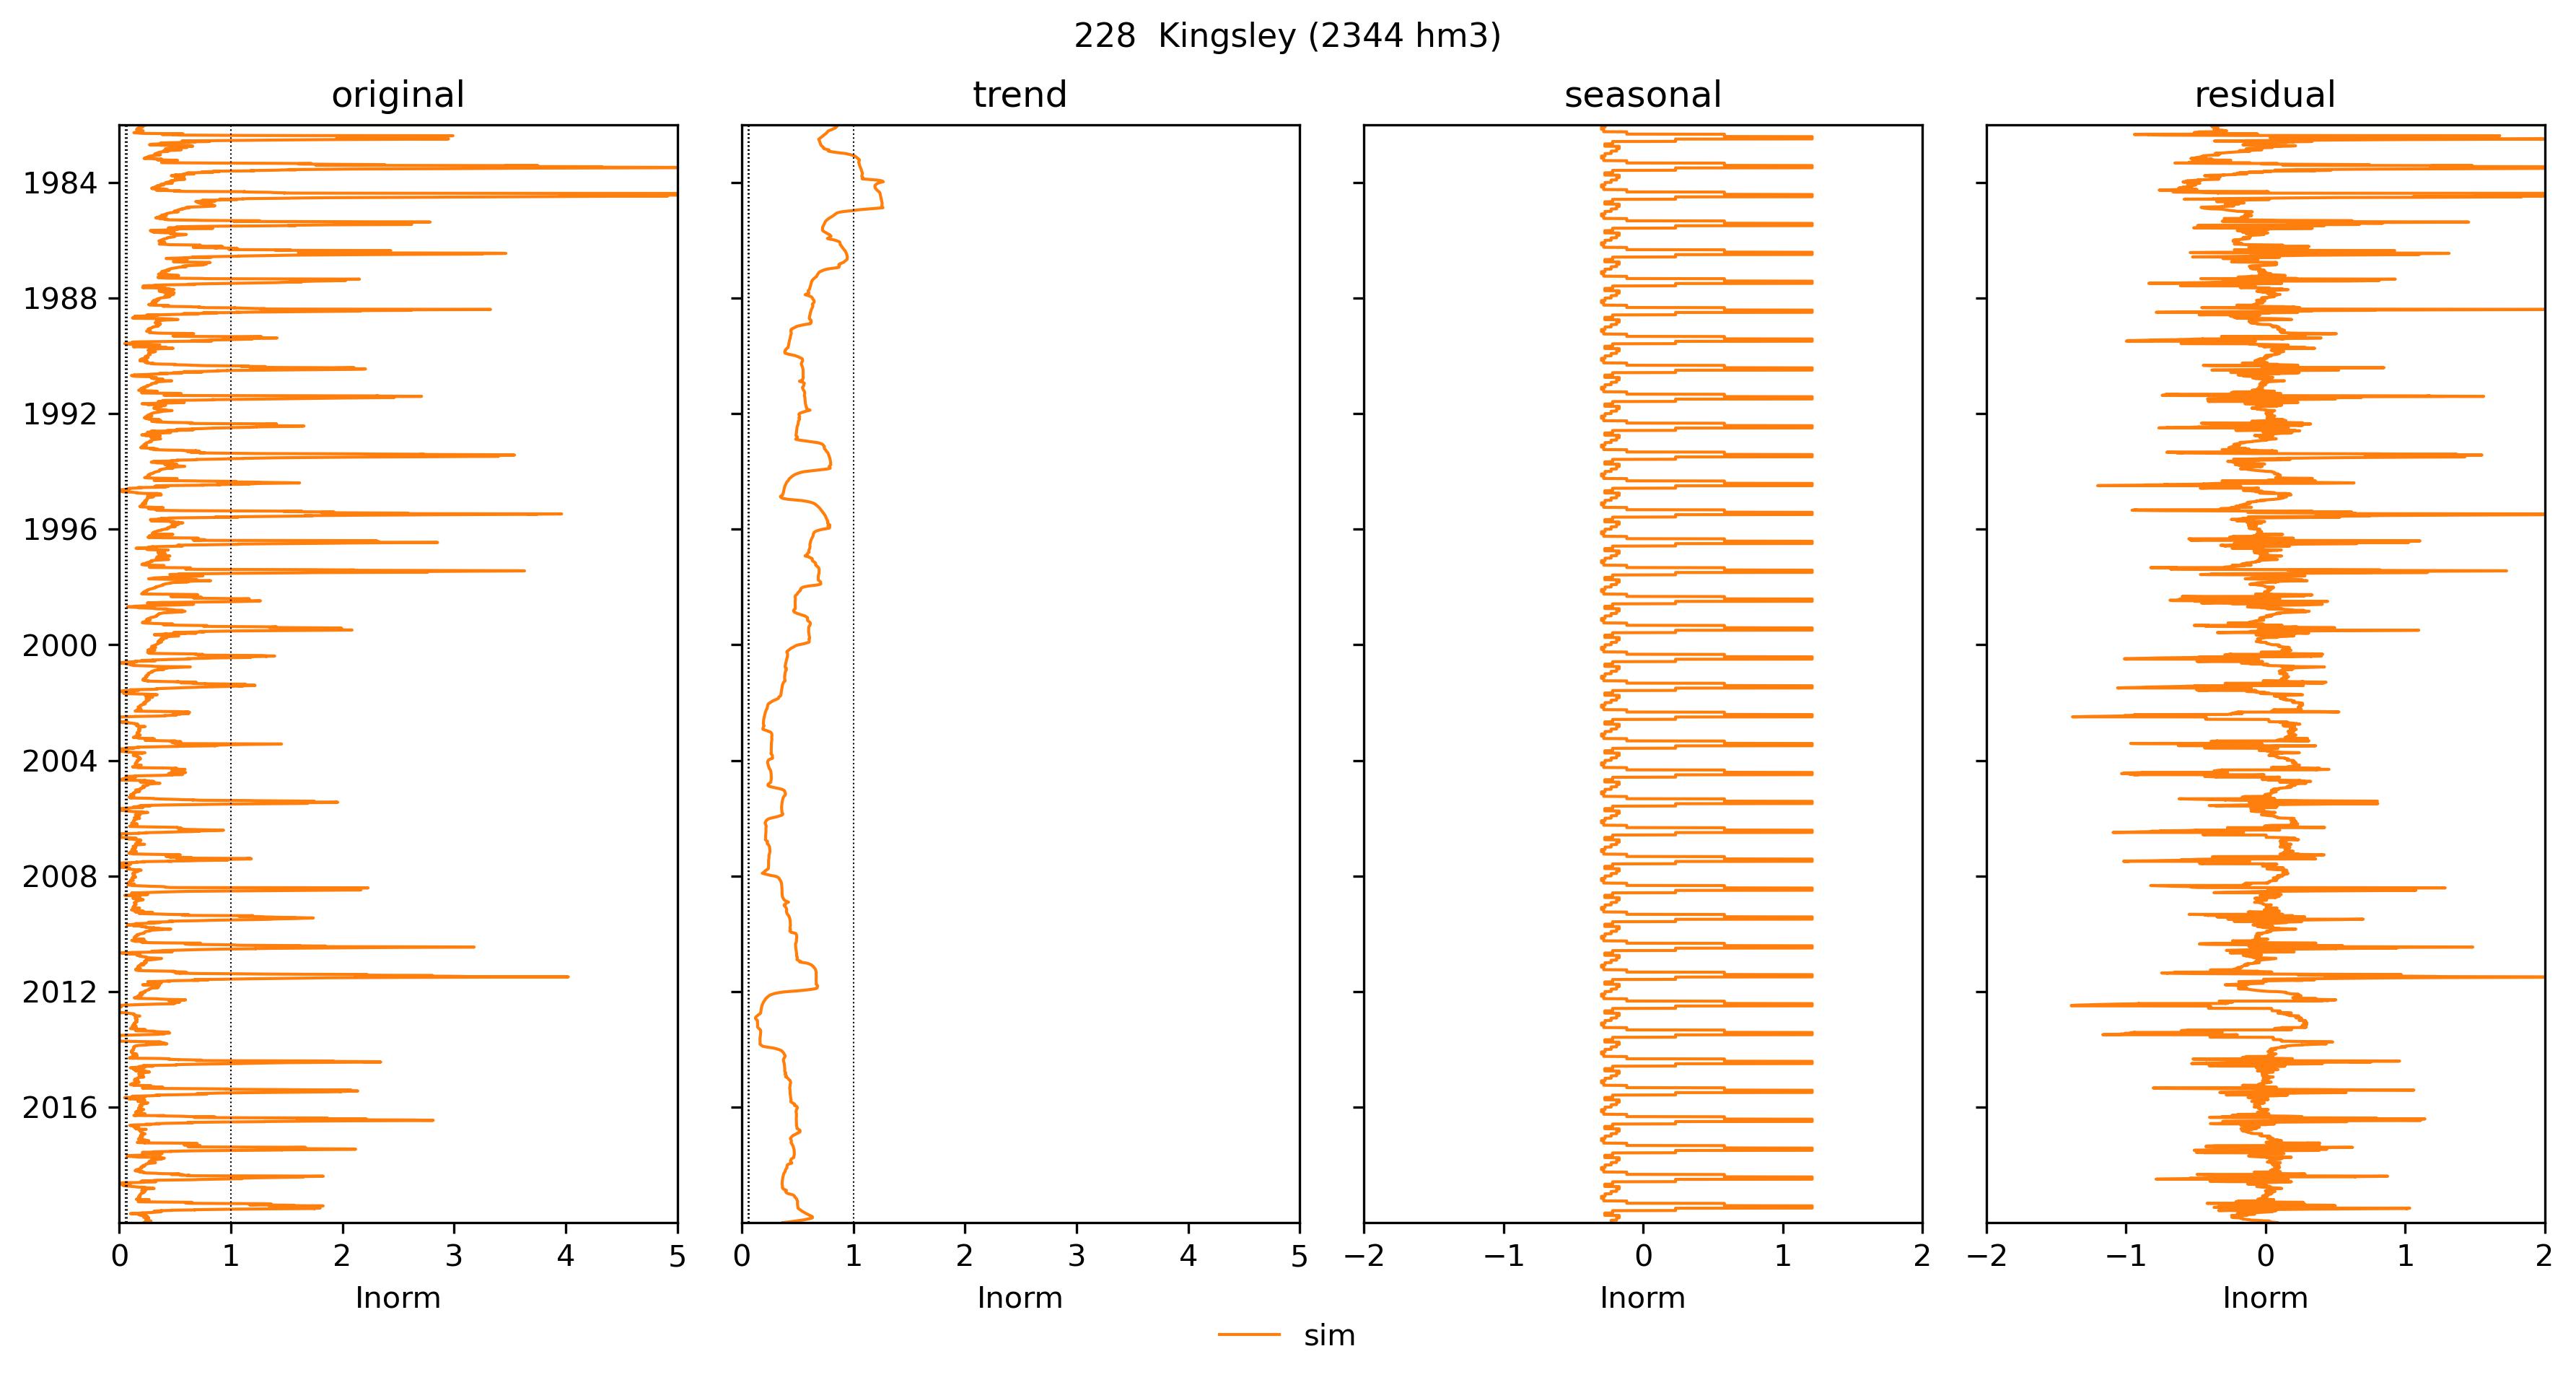 228  Kingsley (2344 hm3)
original
trend
seasonal
residual
1984
1988
1992
1996
2000
2004
2008
2012
2016
0 1 2 3 4 5
0 1 2 3 4 5
−2 −1 0 1 2
−2 −1 0 1 2
Inorm
Inorm
Inorm
Inorm
sim